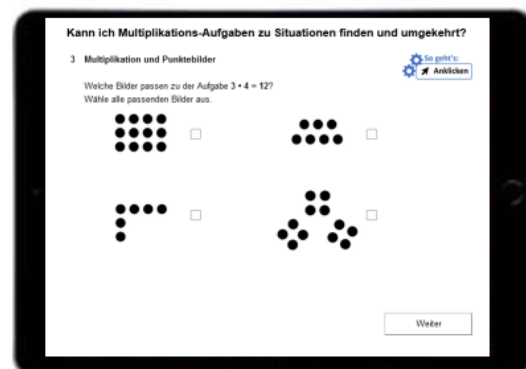 Kann ich Multiplikations-Aufgaben zu Situationen finden und umgekehrt?
3 Multiplikation und Punktebilder
So geht's:
Anklicken
Welche Bilder passen zu der Aufgabe 3 • 4 = 12?
Wähle alle passenden Bilder aus.
Weiter